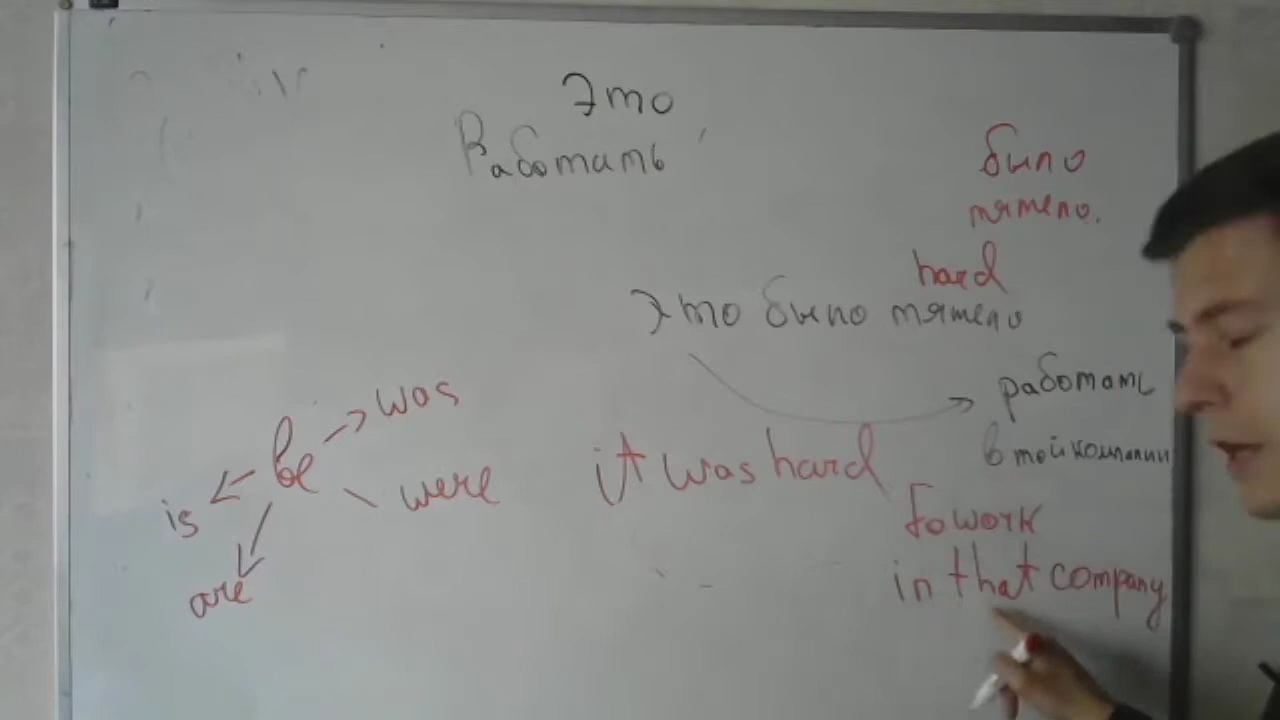 Это
Работать
было
тяжело.
hard
Это было тяжело
работать
в той компании
be
was
were
is
are
it was hard
to work
in that company